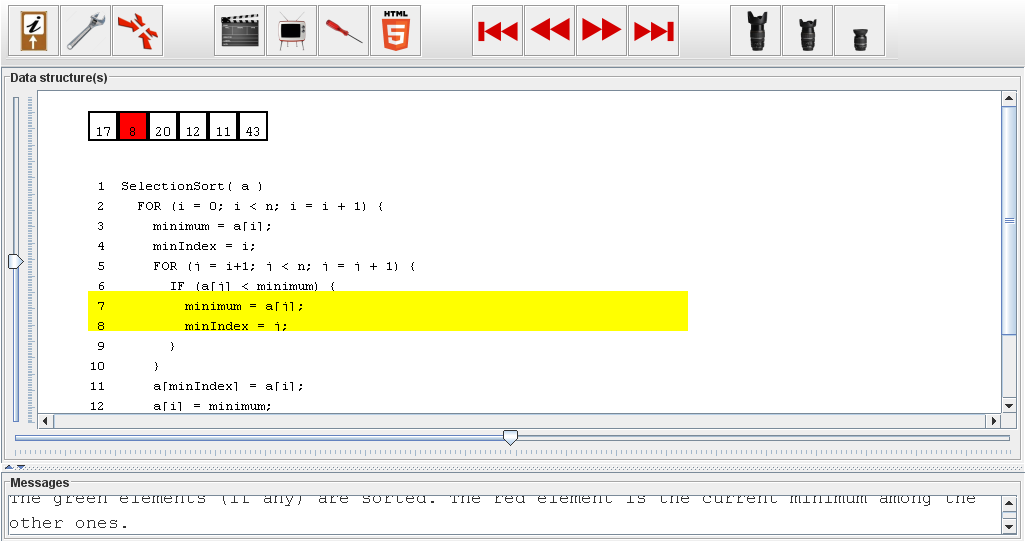 HTML
Data structure(s)
17 8 20 12 11 43
1 SelectionSort( a )
2 FOR (i = 0; i < n; i = i + 1) {
3 minimum = a[i];
4 minIndex = i;
5 FOR (j = i+1; j < n; j = j + 1) {
6 IF (a[j] < minimum) {
7 minimum = a[j];
8 minIndex = j;
9 }
10 }
11 a[minIndex] = a[i];
12 a[i] = minimum;
Messages
The green elements (if any) are sorted. The red element is the current minimum among the
other ones.